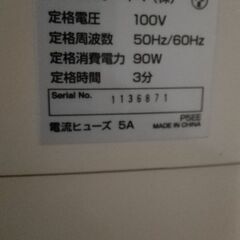 定格電圧 100V
定格周波数 50Hz/60Hz
定格消費電力 90W
定格時間 3分
Serial No. 1136871
電流ヒューズ 5A
P5EE
MADE IN CHINA